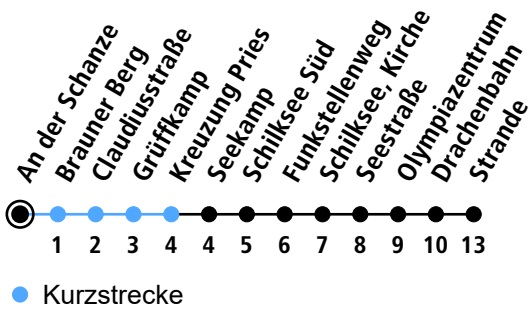 An der Schanze
Brauner Berg
Claudiusstraße
Grüffkamp
Kreuzung Pries
Seekamp
Schilksee Süd
Funkstellenweg
Schilksee, Kirche
Seestraße
Olympiazentrum
Drachenbahn
Strande
1 2 3 4 4 5 6 7 8 9 10 13
Kurzstrecke